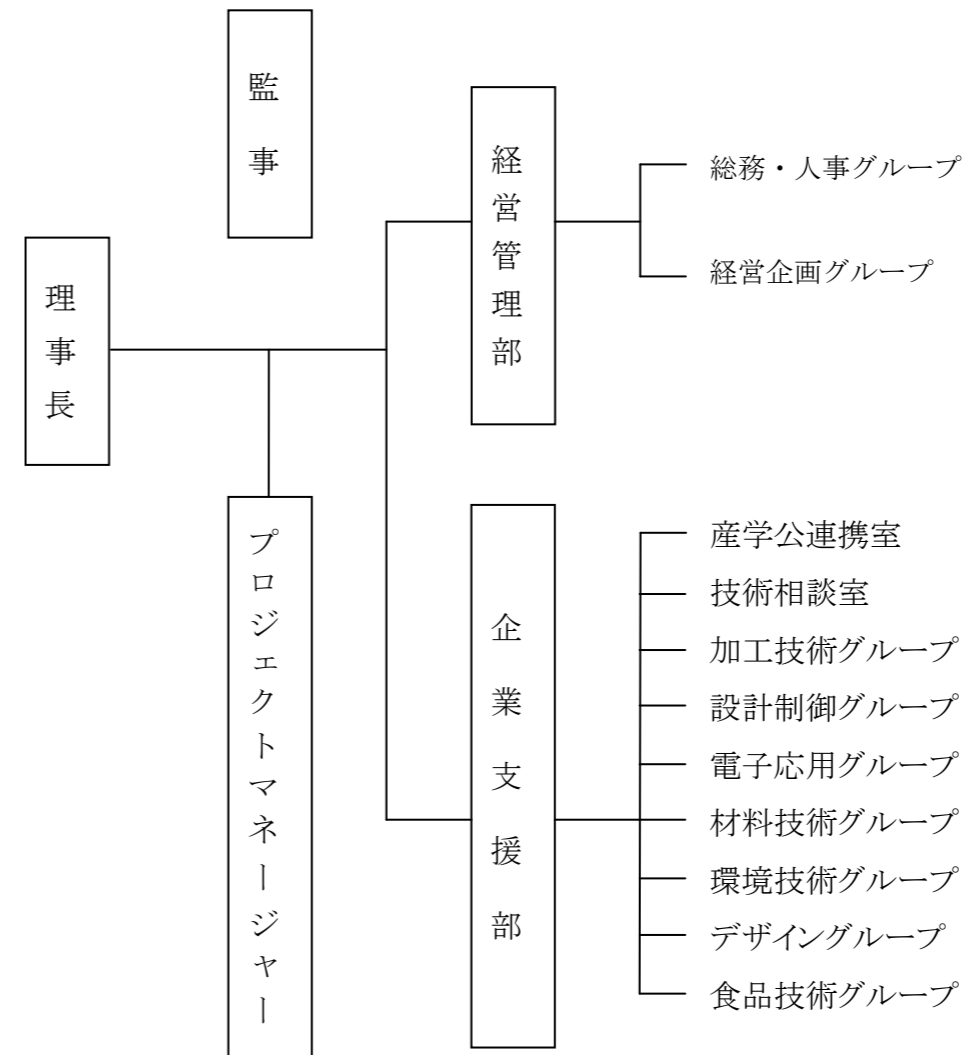 監事
理事長
プロジェクトマネージャー
経営管理部
総務・人事グループ
経営企画グループ
企業支援部
産学公連携室
技術相談室
加工技術グループ
設計制御グループ
電子応用グループ
材料技術グループ
環境技術グループ
デザイングループ
食品技術グループ